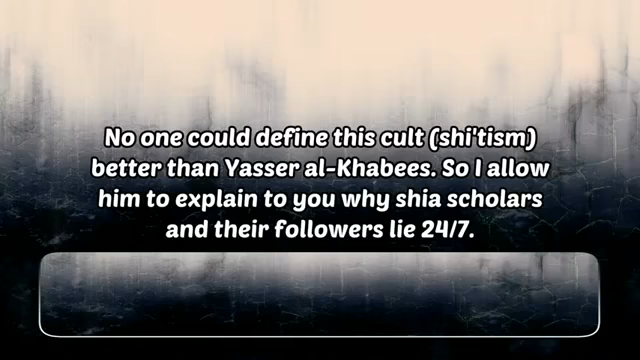 No one could define this cult (shi'tism)
better than Yasser al-Khabees. So I allow
him to explain to you why shia scholars
and their followers lie 24/7.